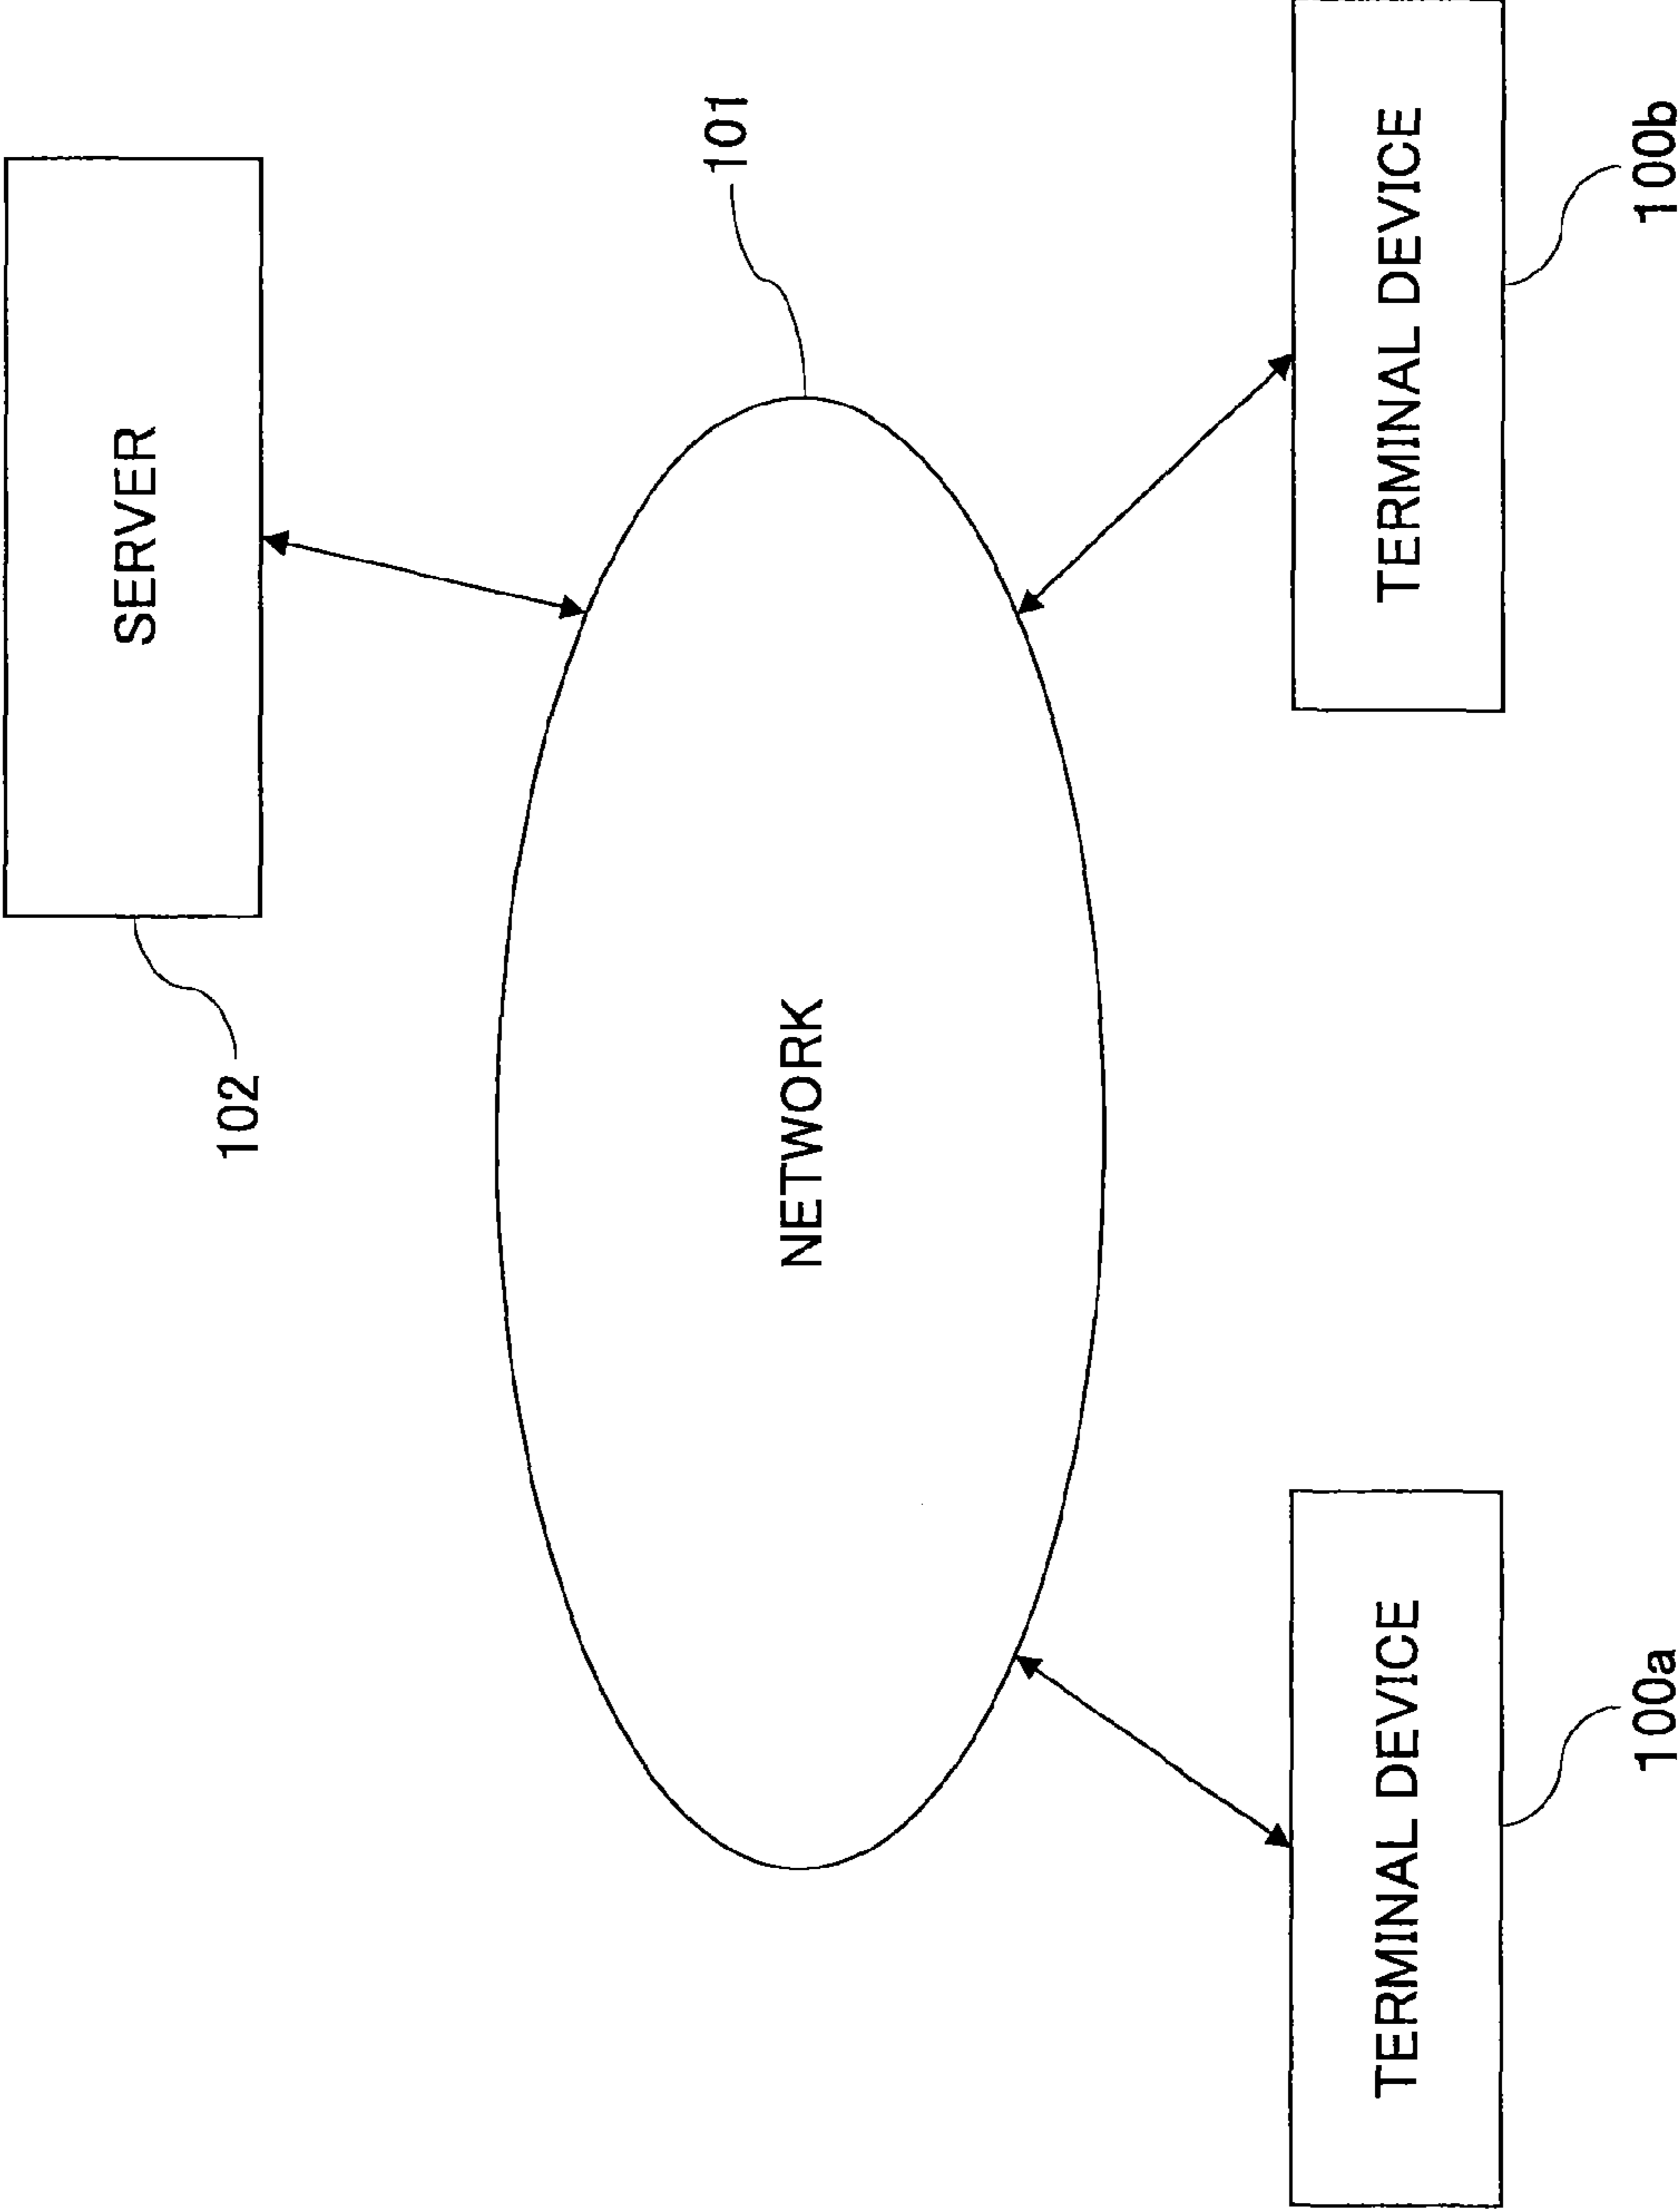 SERVER
102
101
NETWORK
TERMINAL DEVICE
100a
TERMINAL DEVICE
100b